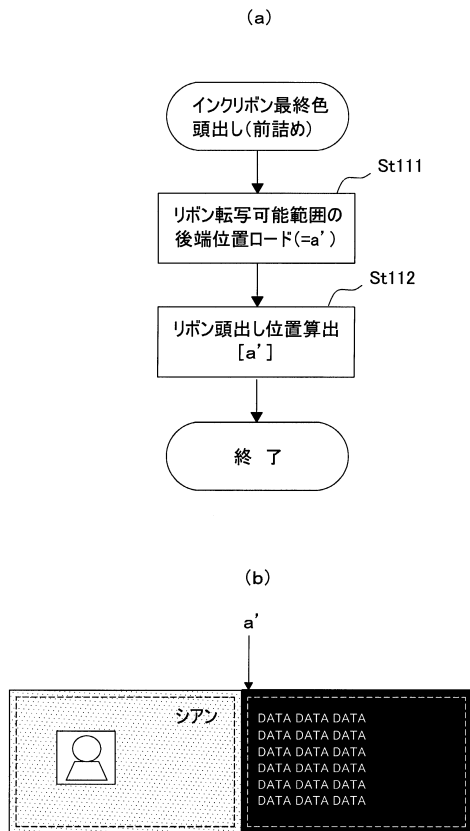 (a)
インクリボン最終色
頭出し(前詰め)
St111
リボン転写可能範囲の
後端位置ロード(=a')
St112
リボン頭出し位置算出
[a']
終 了
(b)
a'
シアン
DATA DATA DATA
DATA DATA DATA
DATA DATA DATA
DATA DATA DATA
DATA DATA DATA
DATA DATA DATA